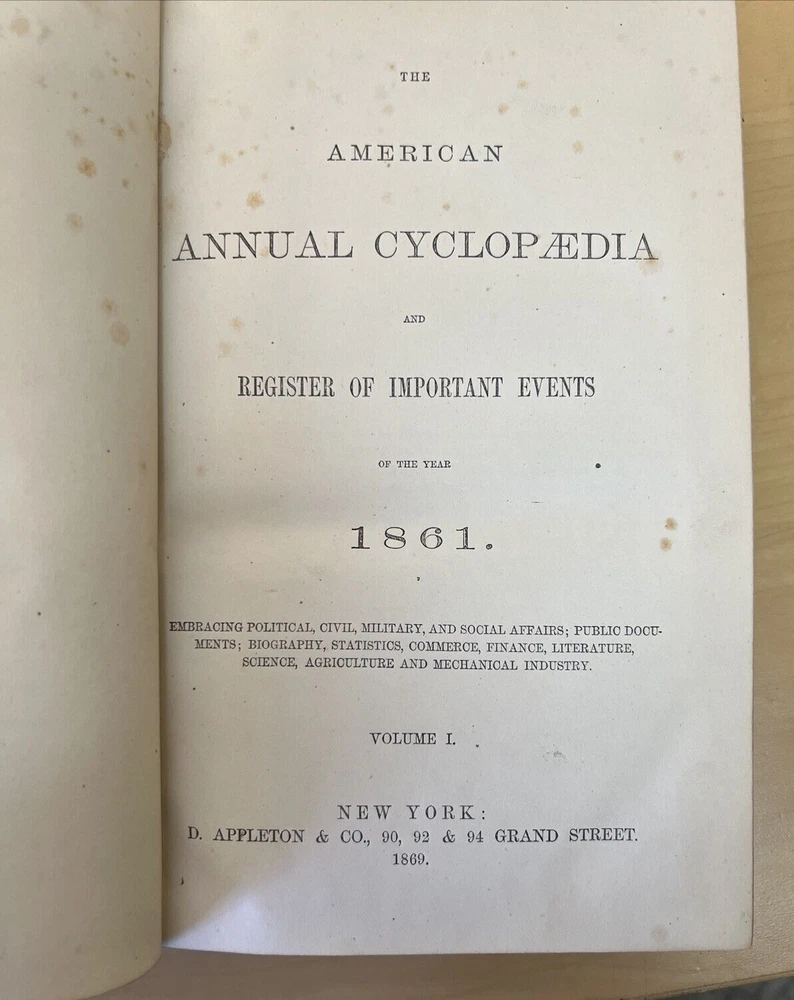 THE
AMERICAN
ANNUAL CYCLOPÆDIA
AND
REGISTER OF IMPORTANT EVENTS
OF THE YEAR
1861.
EMBRACING POLITICAL, CIVIL, MILITARY, AND SOCIAL AFFAIRS; PUBLIC DOCU-
MENTS; BIOGRAPHY, STATISTICS, COMMERCE, FINANCE, LITERATURE,
SCIENCE, AGRICULTURE AND MECHANICAL INDUSTRY.
VOLUME I.
NEW YORK:
D. APPLETON & CO., 90, 92 & 94 GRAND STREET.
1869.